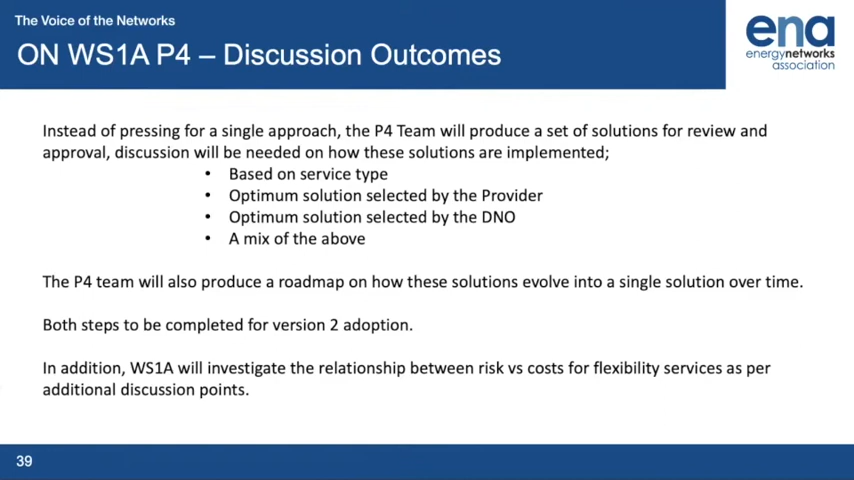 The Voice of the Networks
ON WS1A P4 – Discussion Outcomes
ena
energynetworks
association
Instead of pressing for a single approach, the P4 Team will produce a set of solutions for review and
approval, discussion will be needed on how these solutions are implemented;
• Based on service type
• Optimum solution selected by the Provider
• Optimum solution selected by the DNO
• A mix of the above
The P4 team will also produce a roadmap on how these solutions evolve into a single solution over time.
Both steps to be completed for version 2 adoption.
In addition, WS1A will investigate the relationship between risk vs costs for flexibility services as per
additional discussion points.
39